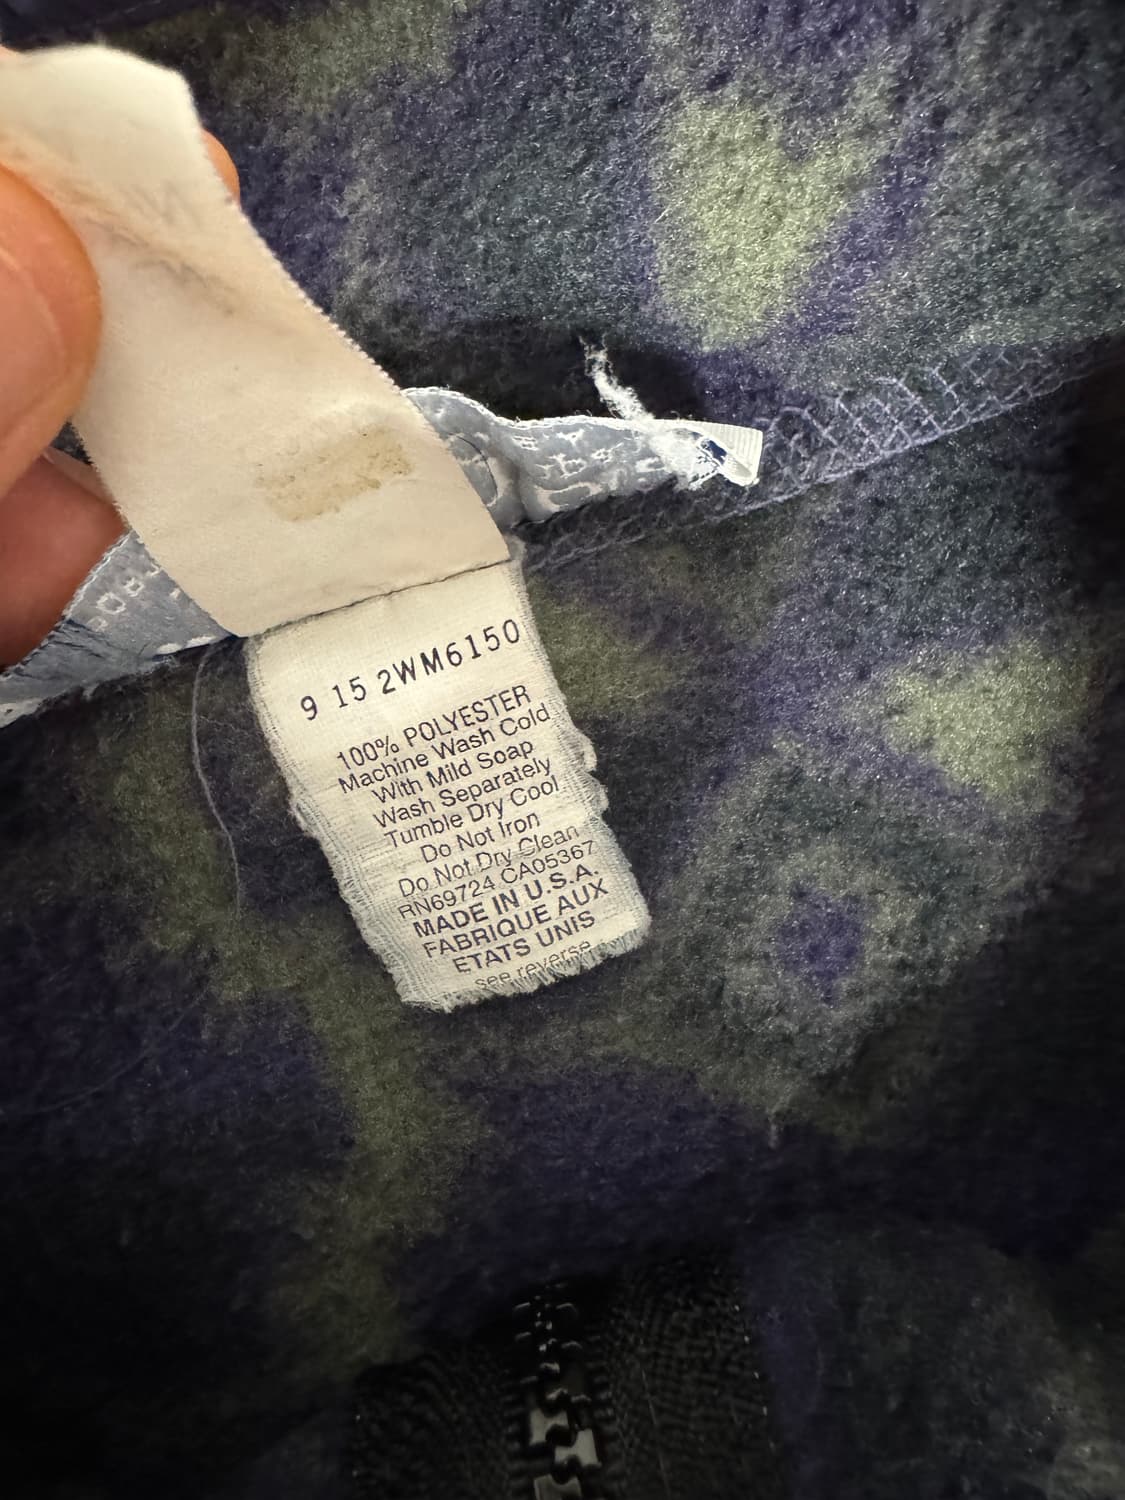 9 15 2WM6150
100% POLYESTER
Machine Wash Cold
With Mild Soap
Wash Separately
Tumble Dry Cool
Do Not Iron
Do Not Dry Clean
RN69724 CA05367
MADE IN U.S.A.
FABRIQUE AUX
ETATS UNIS
see reverse